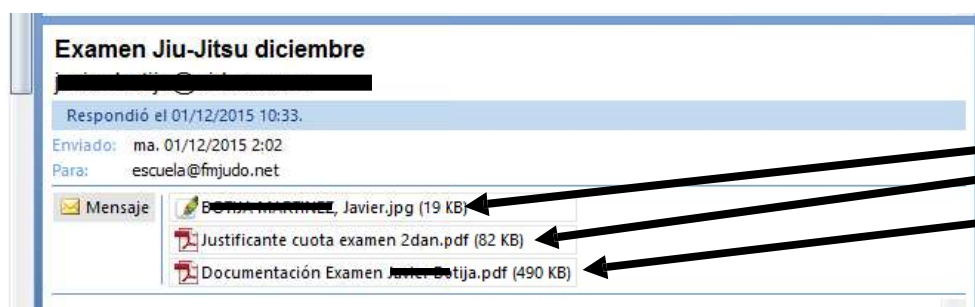 Examen Jiu-Jitsu diciembre
Respondió el 01/12/2015 10:33.
Enviado: ma. 01/12/2015 2:02
Para: escuela@fmjudo.net
Mensaje
, Javier.jpg (19 KB)
Justificante cuota examen 2dan.pdf (82 KB)
Documentación Examen tija.pdf (490 KB)